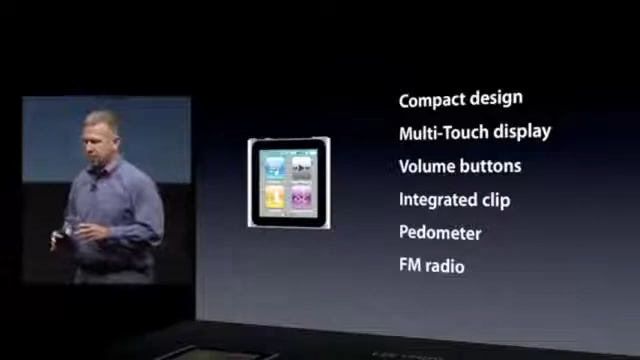 Compact design
Multi-Touch display
Volume buttons
Integrated clip
Pedometer
FM radio